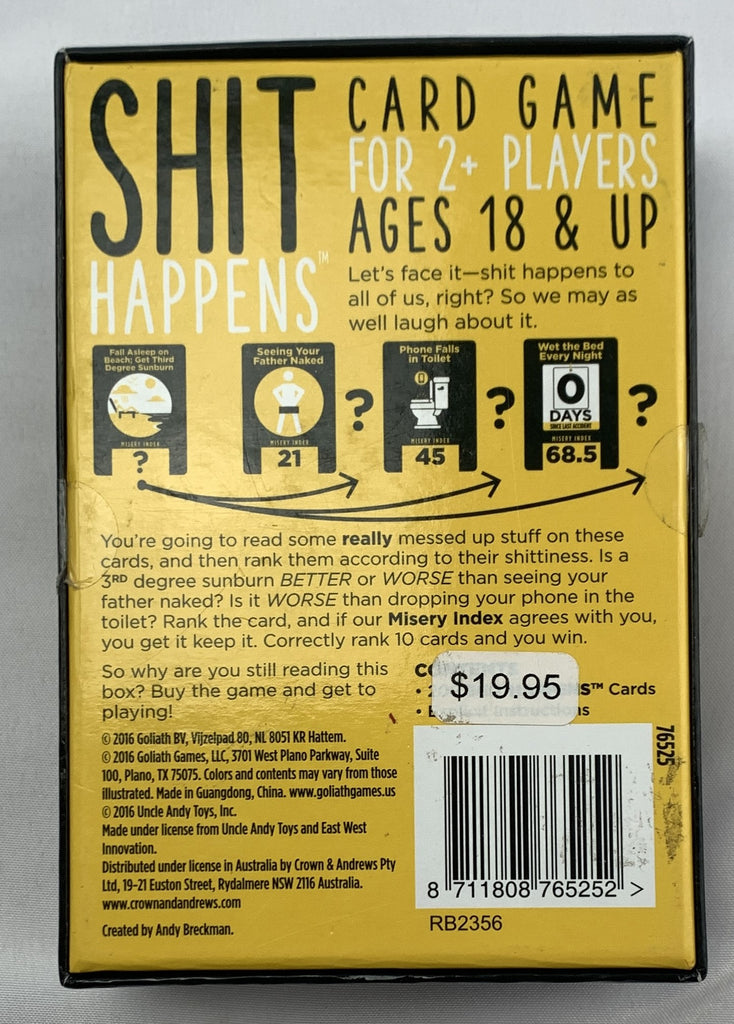 SHIT
HAPPENS™
CARD GAME
FOR 2+ PLAYERS
AGES 18 & UP
Let's face it—shit happens to
all of us, right? So we may as
well laugh about it.
Fall Asleep on
Beach; Get Third
Degree Sunburn
MISERY INDEX
?
Seeing Your
Father Naked
MISERY INDEX
21
?
Phone Falls
in Toilet
MISERY INDEX
45
?
Wet the Bed
Every Night
0
DAYS
SINCE LAST ACCIDENT
MISERY INDEX
68.5
?
You're going to read some really messed up stuff on these
cards, and then rank them according to their shittiness. Is a
3RD degree sunburn BETTER or WORSE than seeing your
father naked? Is it WORSE than dropping your phone in the
toilet? Rank the card, and if our Misery Index agrees with you,
you get it keep it. Correctly rank 10 cards and you win.
So why are you still reading this
box? Buy the game and get to
playing!
CONTENTS
$19.95
™ Cards
Instructions
© 2016 Goliath BV, Vijzelpad 80, NL 8051 KR Hattem.
© 2016 Goliath Games, LLC, 3701 West Plano Parkway, Suite
100, Plano, TX 75075. Colors and contents may vary from those
illustrated. Made in Guangdong, China. www.goliathgames.us
© 2016 Uncle Andy Toys, Inc.
Made under license from Uncle Andy Toys and East West
Innovation.
Distributed under license in Australia by Crown & Andrews Pty
Ltd, 19-21 Euston Street, Rydalmere NSW 2116 Australia.
www.crownandandrews.com
Created by Andy Breckman.
76525
8 711808 765252 >
RB2356